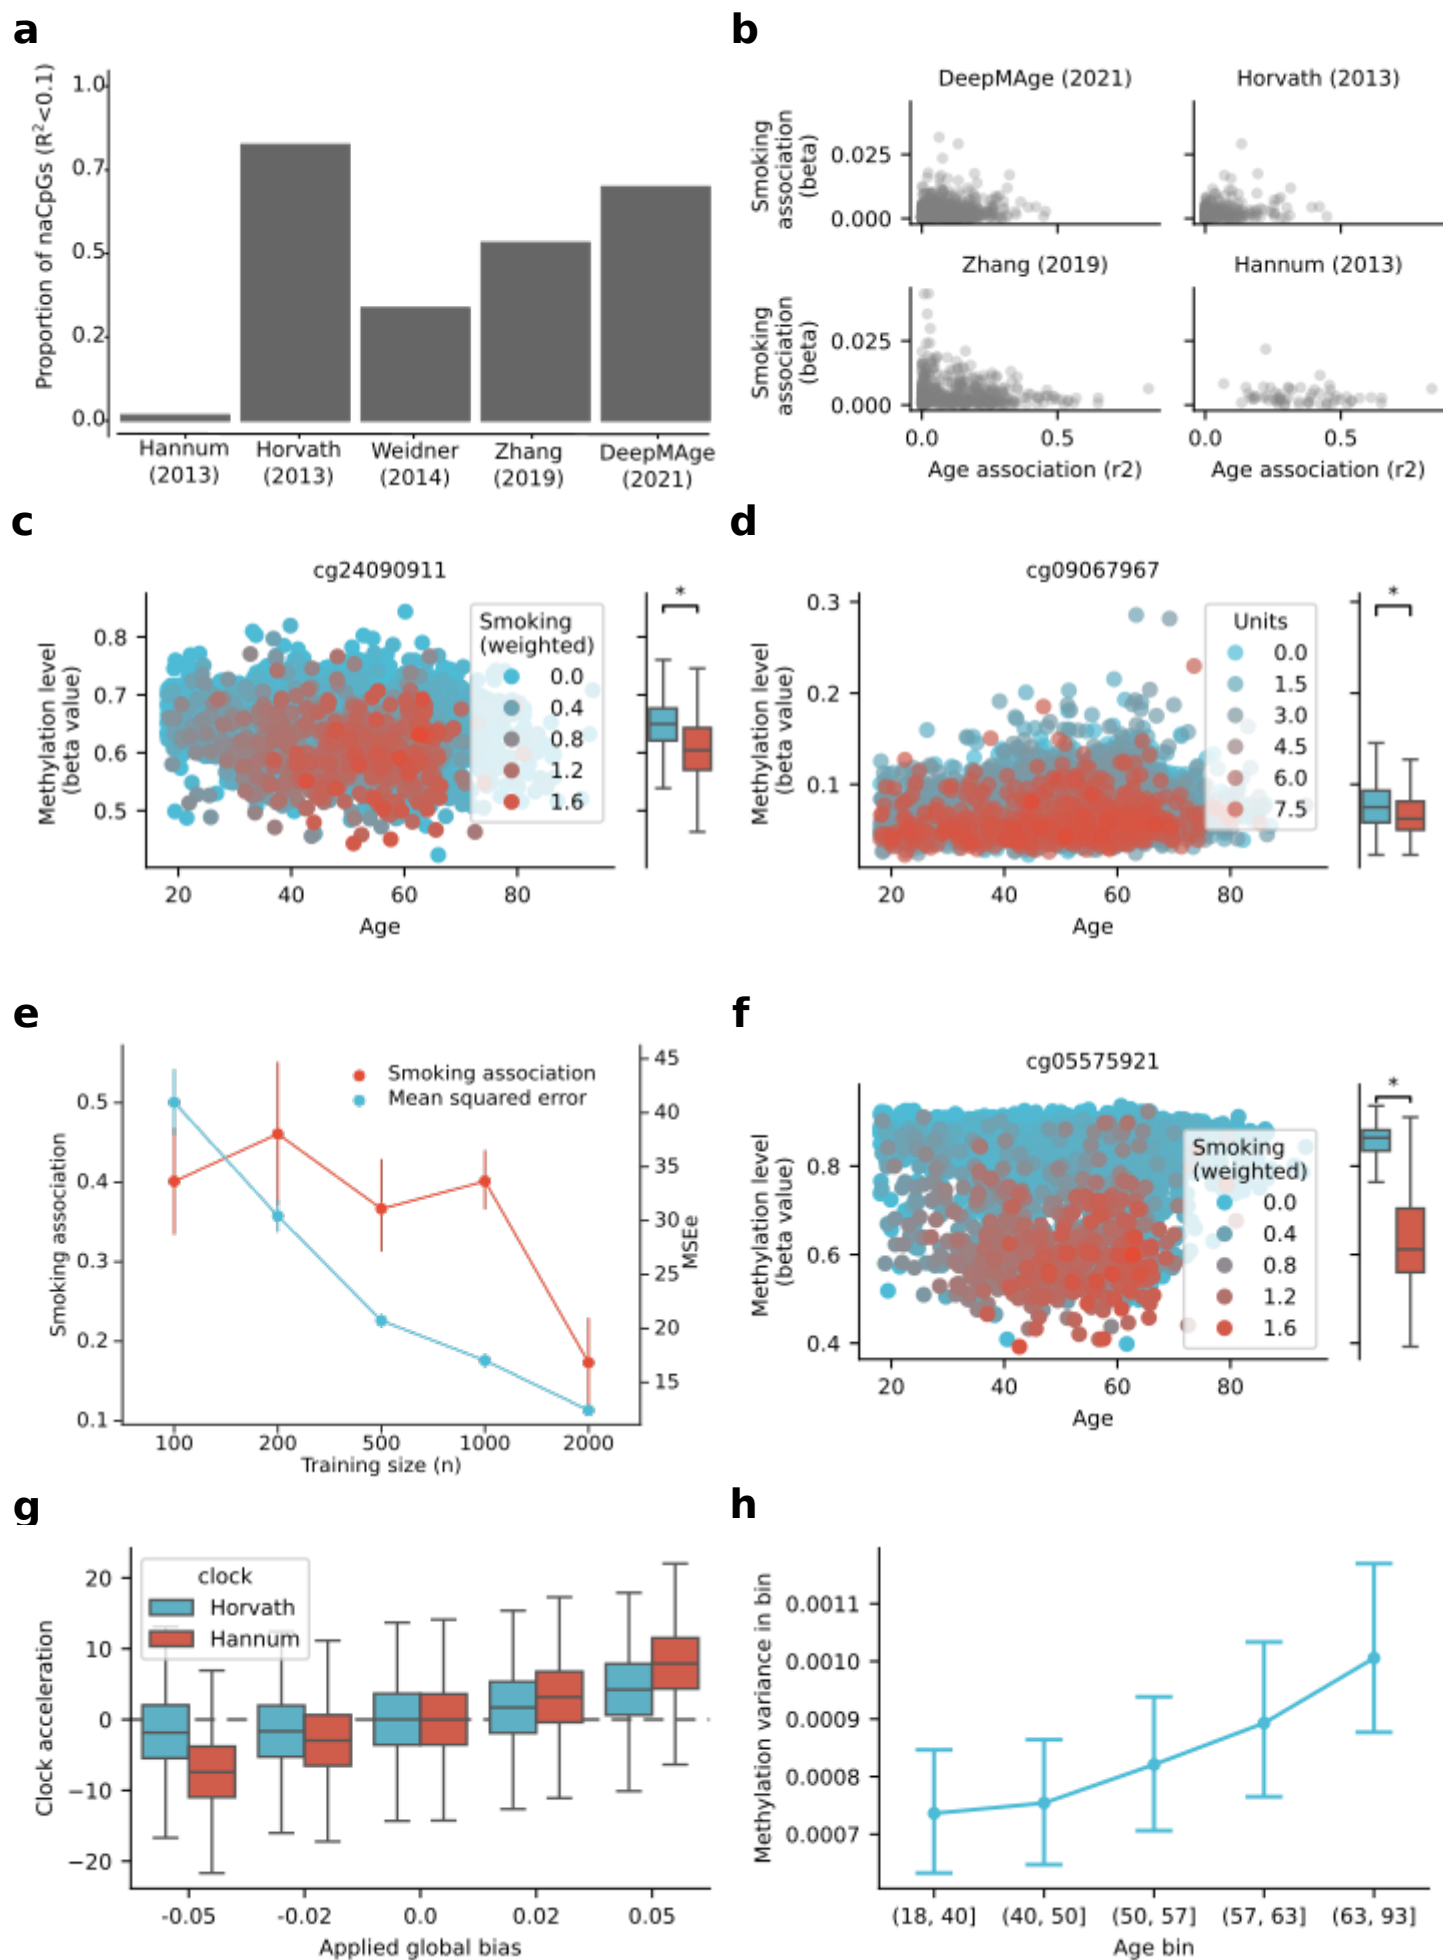 a
Proportion of naCpGs (R²<0.1)
1.0
0.7
0.5
0.2
0.0
Hannum
(2013)
Horvath
(2013)
Weidner
(2014)
Zhang
(2019)
DeepMAge
(2021)
b
DeepMAge (2021)
Horvath (2013)
Smoking
association
(beta)
0.025
0.000
Zhang (2019)
Hannum (2013)
Smoking
association
(beta)
0.025
0.000
0.0
0.5
0.0
0.5
Age association (r2)
Age association (r2)
c
cg24090911
Methylation level
(beta value)
0.8
0.7
0.6
0.5
Smoking
(weighted)
0.0
0.4
0.8
1.2
1.6
*
20
40
60
80
Age
d
cg09067967
Methylation level
(beta value)
0.3
0.2
0.1
Units
0.0
1.5
3.0
4.5
6.0
7.5
*
20
40
60
80
Age
e
Smoking association
0.5
0.4
0.3
0.2
0.1
Smoking association
Mean squared error
45
40
35
30
25
20
15
MSEe
100
200
500
1000
2000
Training size (n)
f
cg05575921
Methylation level
(beta value)
0.8
0.6
0.4
Smoking
(weighted)
0.0
0.4
0.8
1.2
1.6
*
20
40
60
80
Age
g
Clock acceleration
20
10
0
−10
−20
clock
Horvath
Hannum
-0.05
-0.02
0.0
0.02
0.05
Applied global bias
h
Methylation variance in bin
0.0011
0.0010
0.0009
0.0008
0.0007
(18, 40]
(40, 50]
(50, 57]
(57, 63]
(63, 93]
Age bin